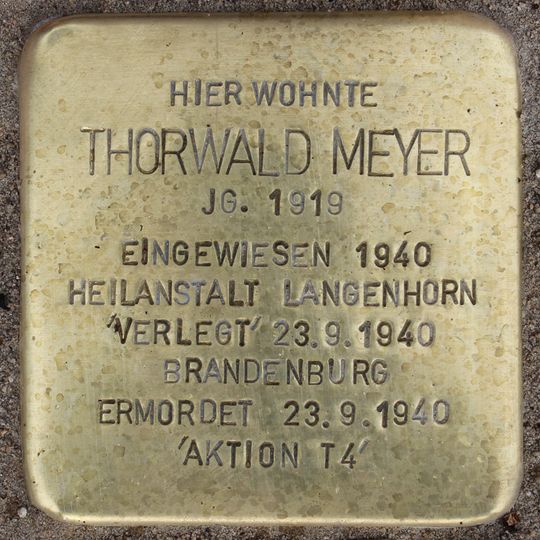 HIER WOHNTE
THORWALD MEYER
JG. 1919
EINGEWIESEN 1940
HEILANSTALT LANGENHORN
'VERLEGT' 23.9.1940
BRANDENBURG
ERMORDET 23.9.1940
'AKTION T4'